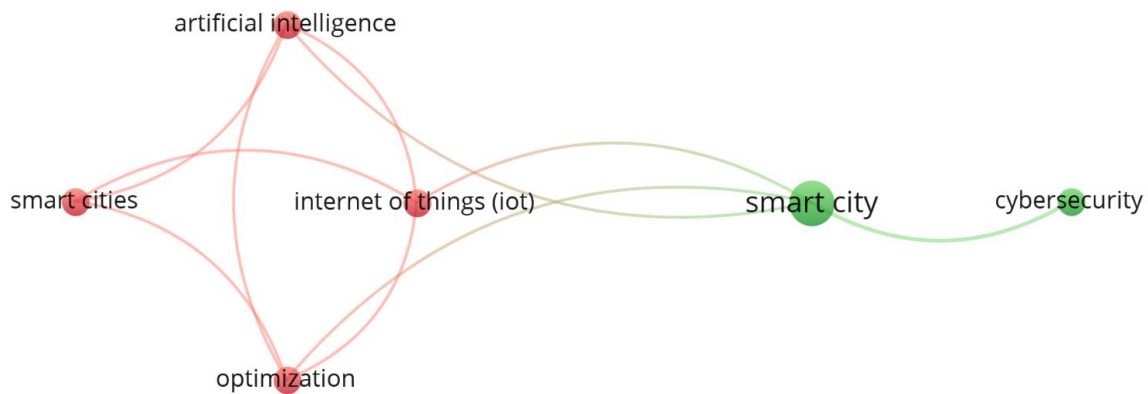 artificial intelligence
smart cities
internet of things (iot)
smart city
cybersecurity
optimization